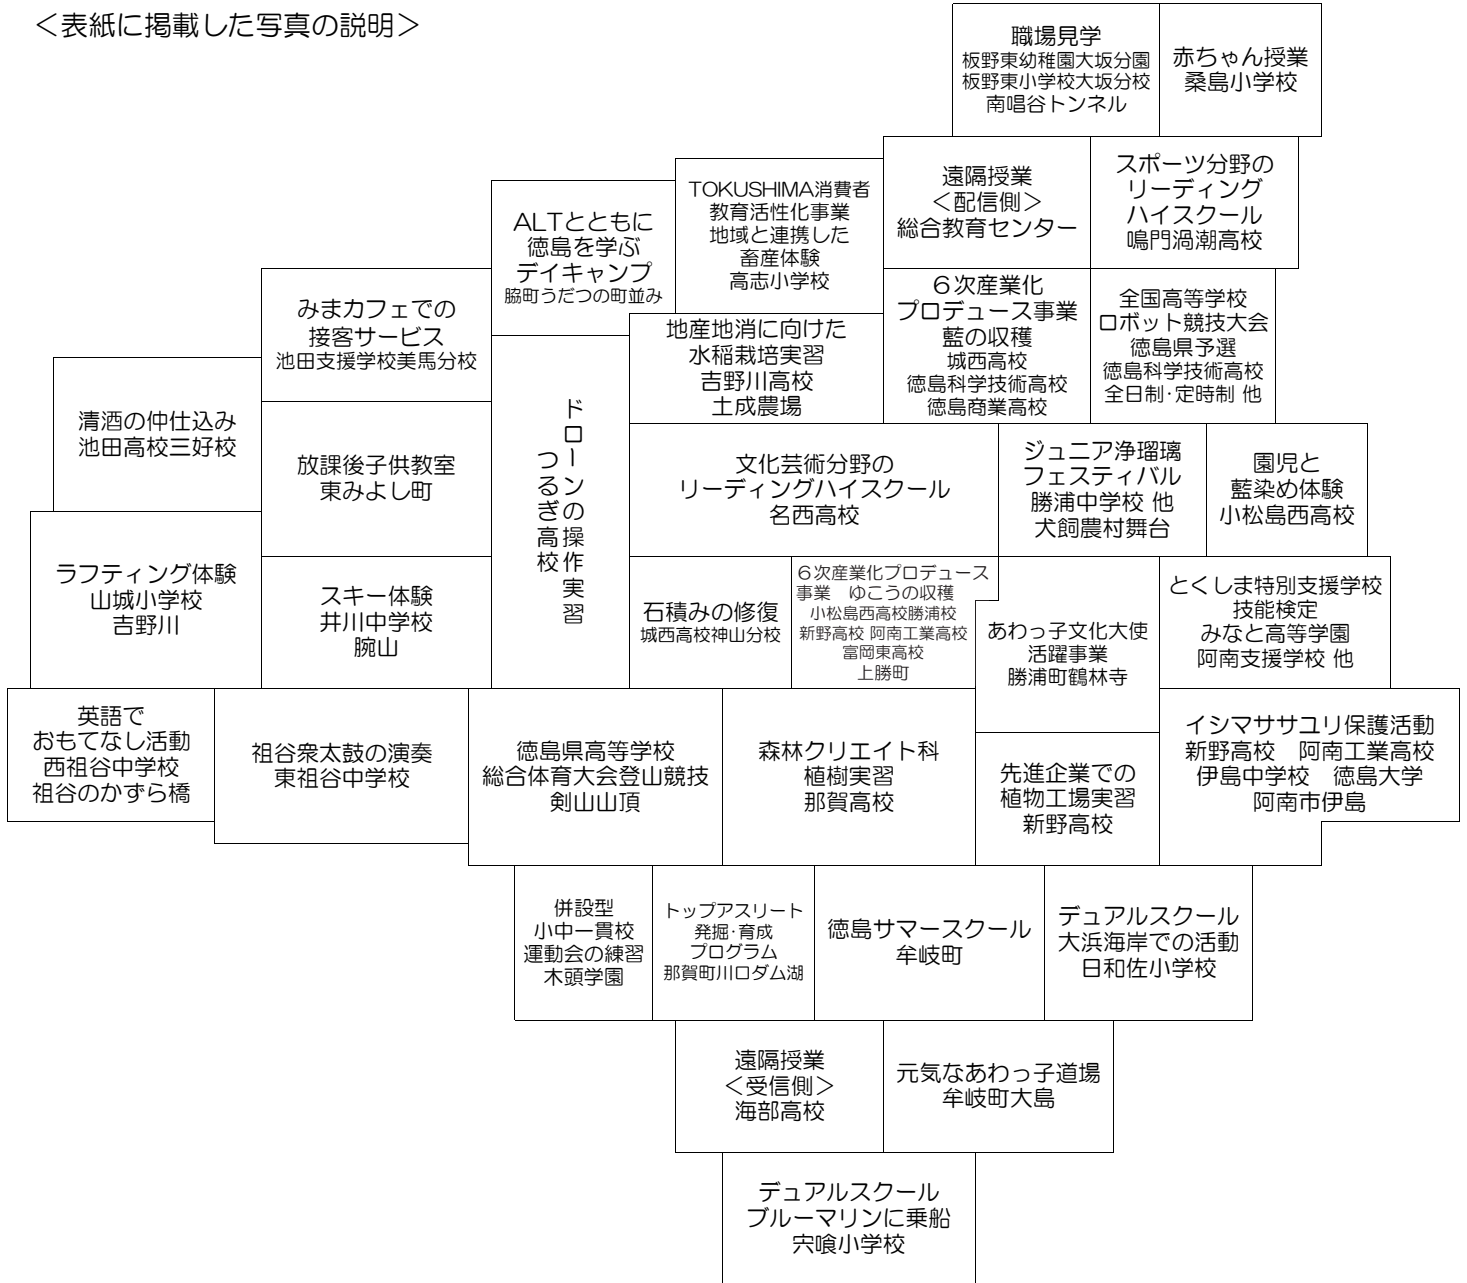 ＜表紙に掲載した写真の説明＞
職場見学
板野東幼稚園大坂分園
板野東小学校大坂分校
南唱谷トンネル
赤ちゃん授業
桑島小学校
遠隔授業
＜配信側＞
総合教育センター
スポーツ分野の
リーディング
ハイスクール
鳴門渦潮高校
TOKUSHIMA消費者
教育活性化事業
地域と連携した
畜産体験
高志小学校
ALTとともに
徳島を学ぶ
デイキャンプ
脇町うだつの町並み
みまカフェでの
接客サービス
池田支援学校美馬分校
地産地消に向けた
水稲栽培実習
吉野川高校
土成農場
６次産業化
プロデュース事業
藍の収穫
城西高校
徳島科学技術高校
徳島商業高校
全国高等学校
ロボット競技大会
徳島県予選
徳島科学技術高校
全日制・定時制 他
清酒の仲仕込み
池田高校三好校
放課後子供教室
東みよし町
ドローンの操作実習
つるぎ高校
文化芸術分野の
リーディングハイスクール
名西高校
ジュニア浄瑠璃
フェスティバル
勝浦中学校 他
犬飼農村舞台
園児と
藍染め体験
小松島西高校
ラフティング体験
山城小学校
吉野川
スキー体験
井川中学校
腕山
石積みの修復
城西高校神山分校
６次産業化プロデュース
事業　ゆこうの収穫
小松島西高校勝浦校
新野高校 阿南工業高校
富岡東高校
上勝町
あわっ子文化大使
活躍事業
勝浦町鶴林寺
とくしま特別支援学校
技能検定
みなと高等学園
阿南支援学校 他
英語で
おもてなし活動
西祖谷中学校
祖谷のかずら橋
祖谷衆太鼓の演奏
東祖谷中学校
徳島県高等学校
総合体育大会登山競技
剣山山頂
森林クリエイト科
植樹実習
那賀高校
先進企業での
植物工場実習
新野高校
イシマササユリ保護活動
新野高校　阿南工業高校
伊島中学校　徳島大学
阿南市伊島
併設型
小中一貫校
運動会の練習
木頭学園
トップアスリート
発掘・育成
プログラム
那賀町川口ダム湖
徳島サマースクール
牟岐町
デュアルスクール
大浜海岸での活動
日和佐小学校
遠隔授業
＜受信側＞
海部高校
元気なあわっ子道場
牟岐町大島
デュアルスクール
ブルーマリンに乗船
宍喰小学校